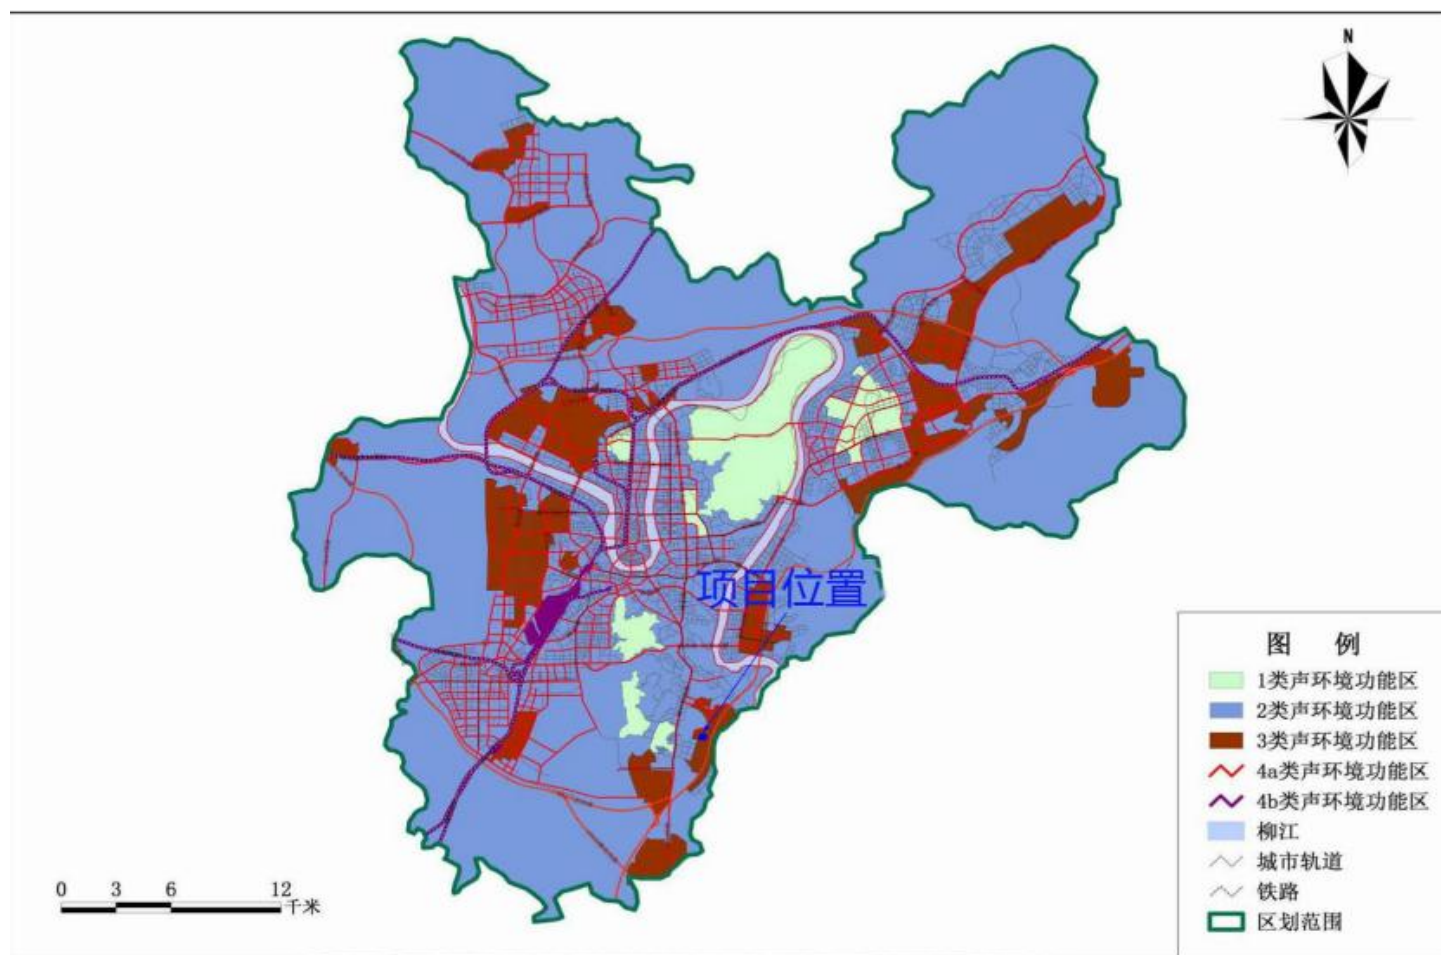 N
项目位置
图 例
1类声环境功能区
2类声环境功能区
3类声环境功能区
4a类声环境功能区
4b类声环境功能区
柳江
城市轨道
铁路
区划范围
0 3 6 12
千米